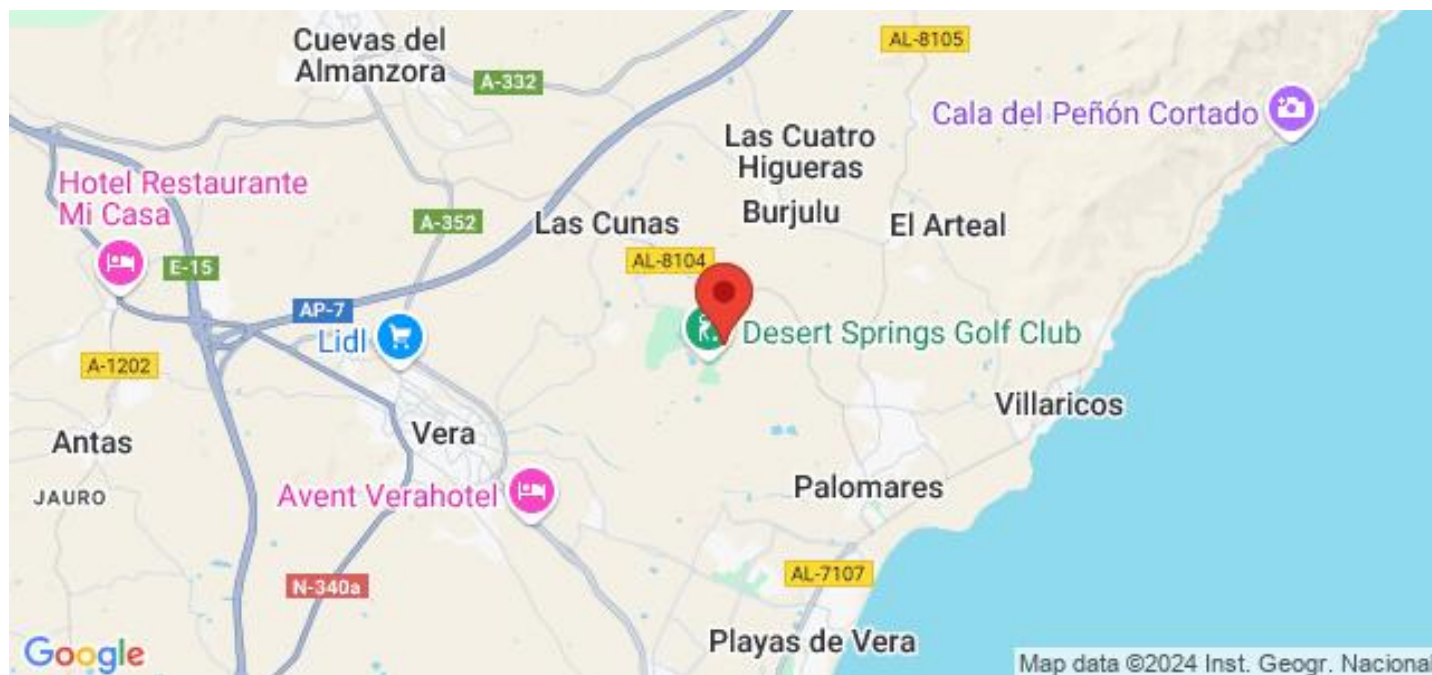 Cuevas del
Almanzora
AL-8105
A-332
Cala del Peñón Cortado
Las Cuatro
Higueras
Hotel Restaurante
Mi Casa
A-352
Las Cunas
Burjulu
El Arteal
E-15
AL-8104
AP-7
Lidl
Desert Springs Golf Club
A-1202
Villaricos
Antas
Vera
JAURO
Avent Verahotel
Palomares
N-340a
AL-7107
Playas de Vera
Google
Map data ©2024 Inst. Geogr. Nacional